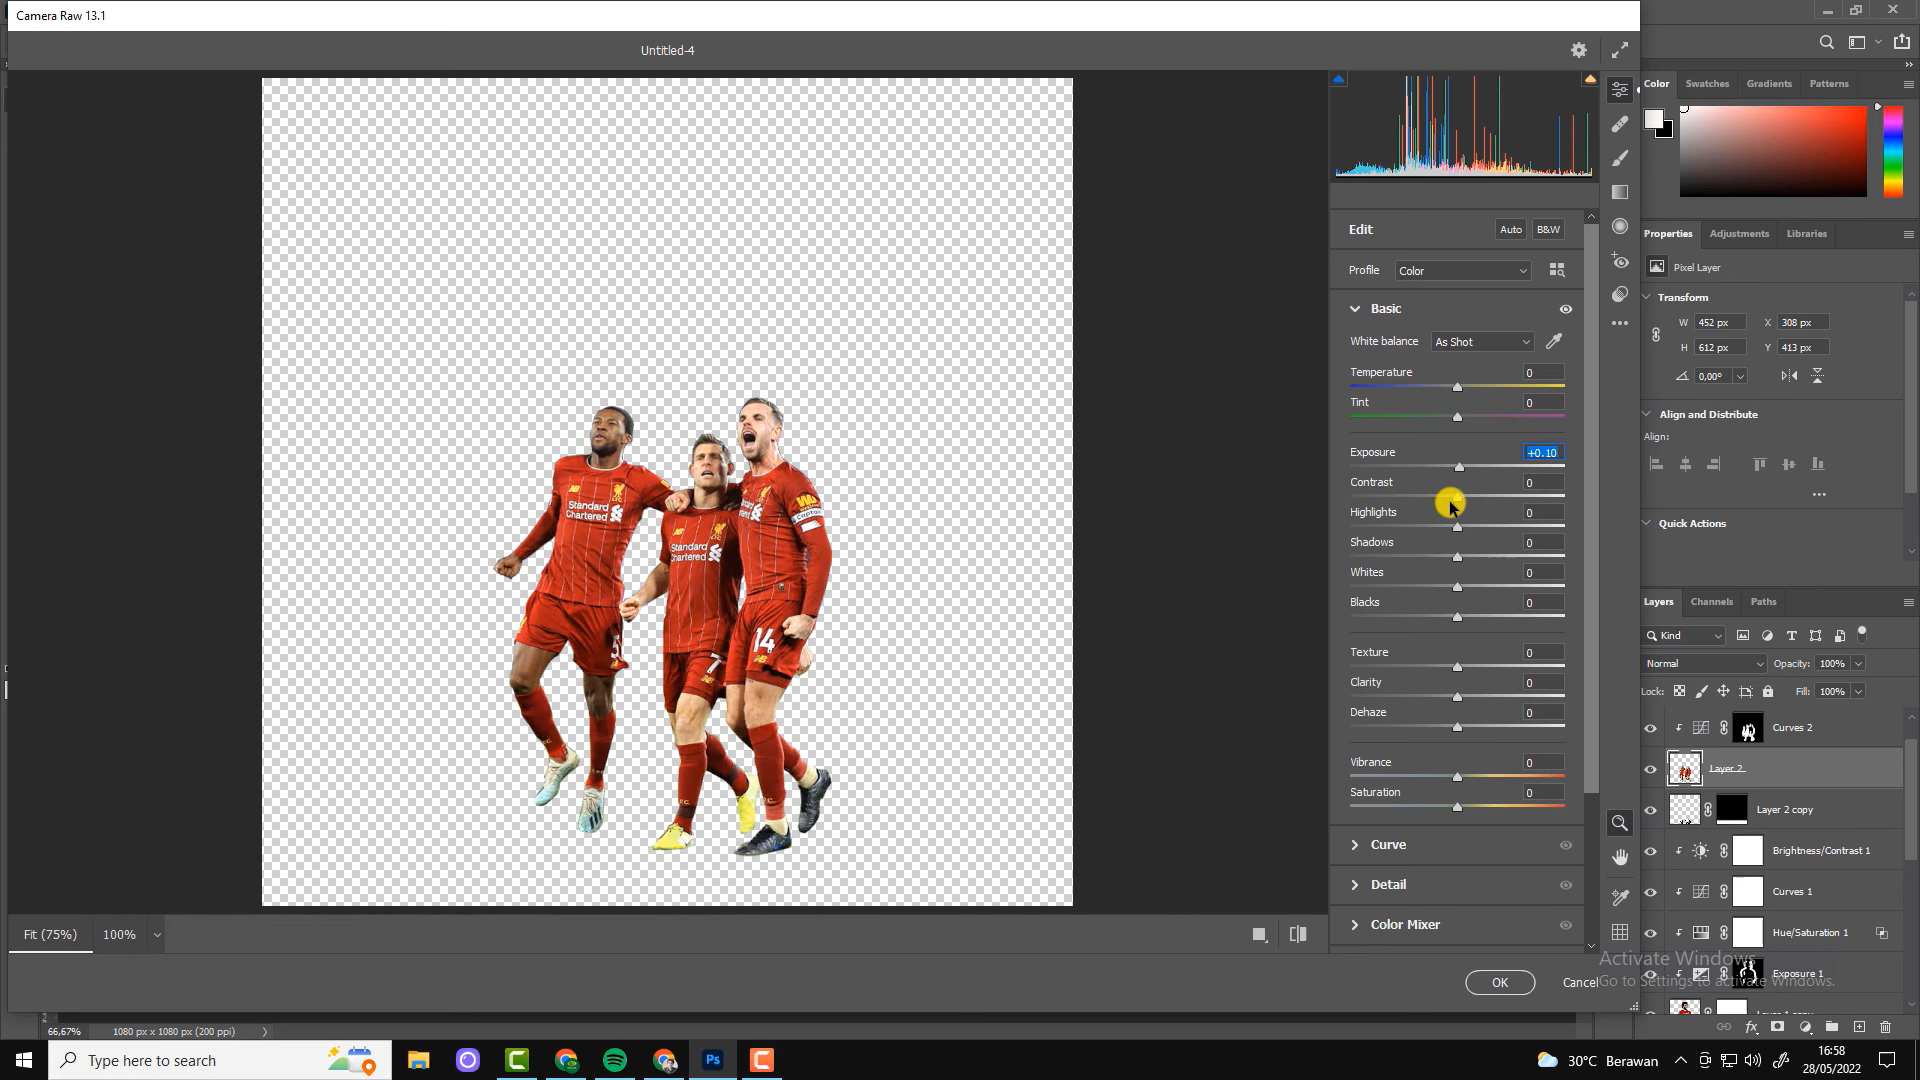 Camera Raw 13.1
Untitled-4
Edit
Auto
B&W
Profile
Color
Basic
White balance
As Shot
Temperature
0
Tint
0
Exposure
+0.10
Contrast
0
Highlights
0
Shadows
0
Whites
0
Blacks
0
Texture
0
Clarity
0
Dehaze
0
Vibrance
0
Saturation
0
Curve
Detail
Color Mixer
Fit (75%)
100%
OK
Cancel
Color
Swatches
Gradients
Patterns
Properties
Adjustments
Libraries
Pixel Layer
Transform
W
452 px
X
308 px
H
612 px
Y
413 px
0,00°
Align and Distribute
Align:
Quick Actions
Layers
Channels
Paths
Kind
Normal
Opacity:
100%
Lock:
Fill:
100%
Curves 2
Layer 2
Layer 2 copy
Brightness/Contrast 1
Curves 1
Hue/Saturation 1
Exposure 1
Activate Windows
Go to Settings to activate Windows.
Standard
Chartered
Standard
Chartered
Captain
5
7
14
66,67%
1080 px x 1080 px (200 ppi)
Type here to search
Ps
30°C Berawan
16:58
28/05/2022